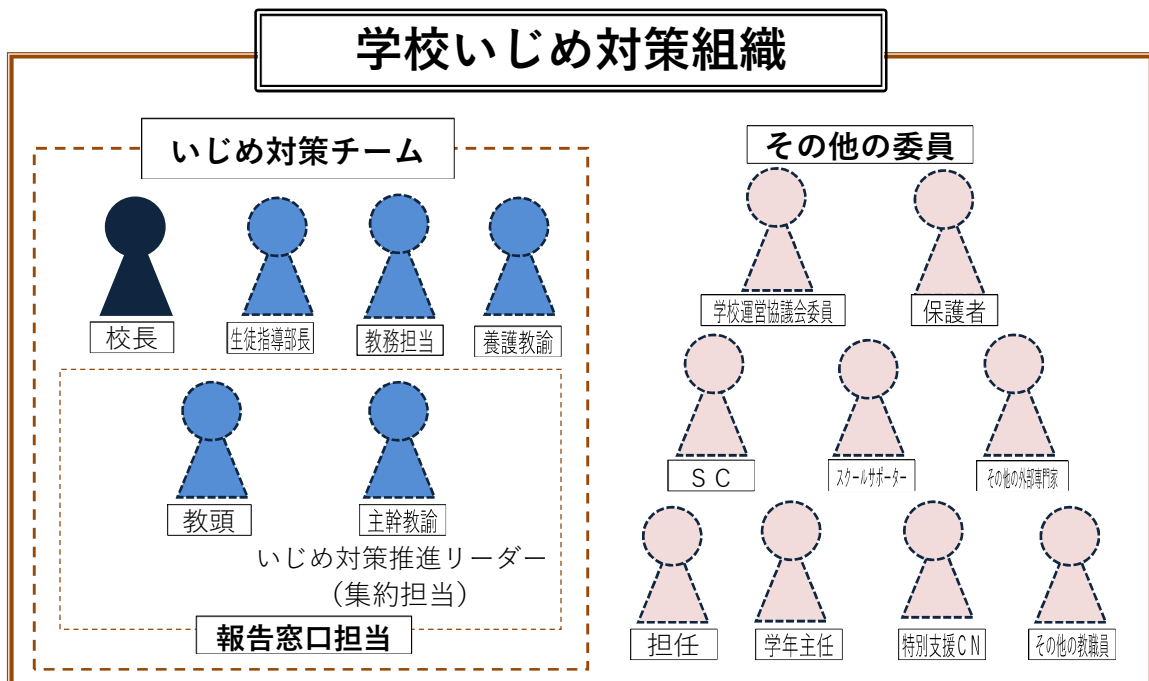 学校いじめ対策組織
いじめ対策チーム
校長
生徒指導部長
教務担当
養護教諭
教頭
主幹教諭
いじめ対策推進リーダー
（集約担当）
報告窓口担当
その他の委員
学校運営協議会委員
保護者
ＳＣ
スクールサポーター
その他の外部専門家
担任
学年主任
特別支援ＣＮ
その他の教職員